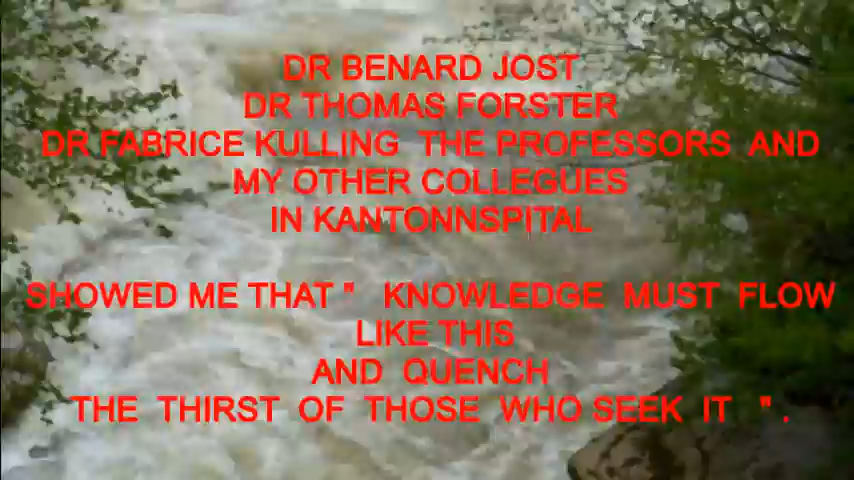 DR BENARD JOST
DR THOMAS FORSTER
DR FABRICE KULLING THE PROFESSORS AND
MY OTHER COLLEGUES
IN KANTONNSPITAL
SHOWED ME THAT " KNOWLEDGE MUST FLOW
LIKE THIS
AND QUENCH
THE THIRST OF THOSE WHO SEEK IT " .